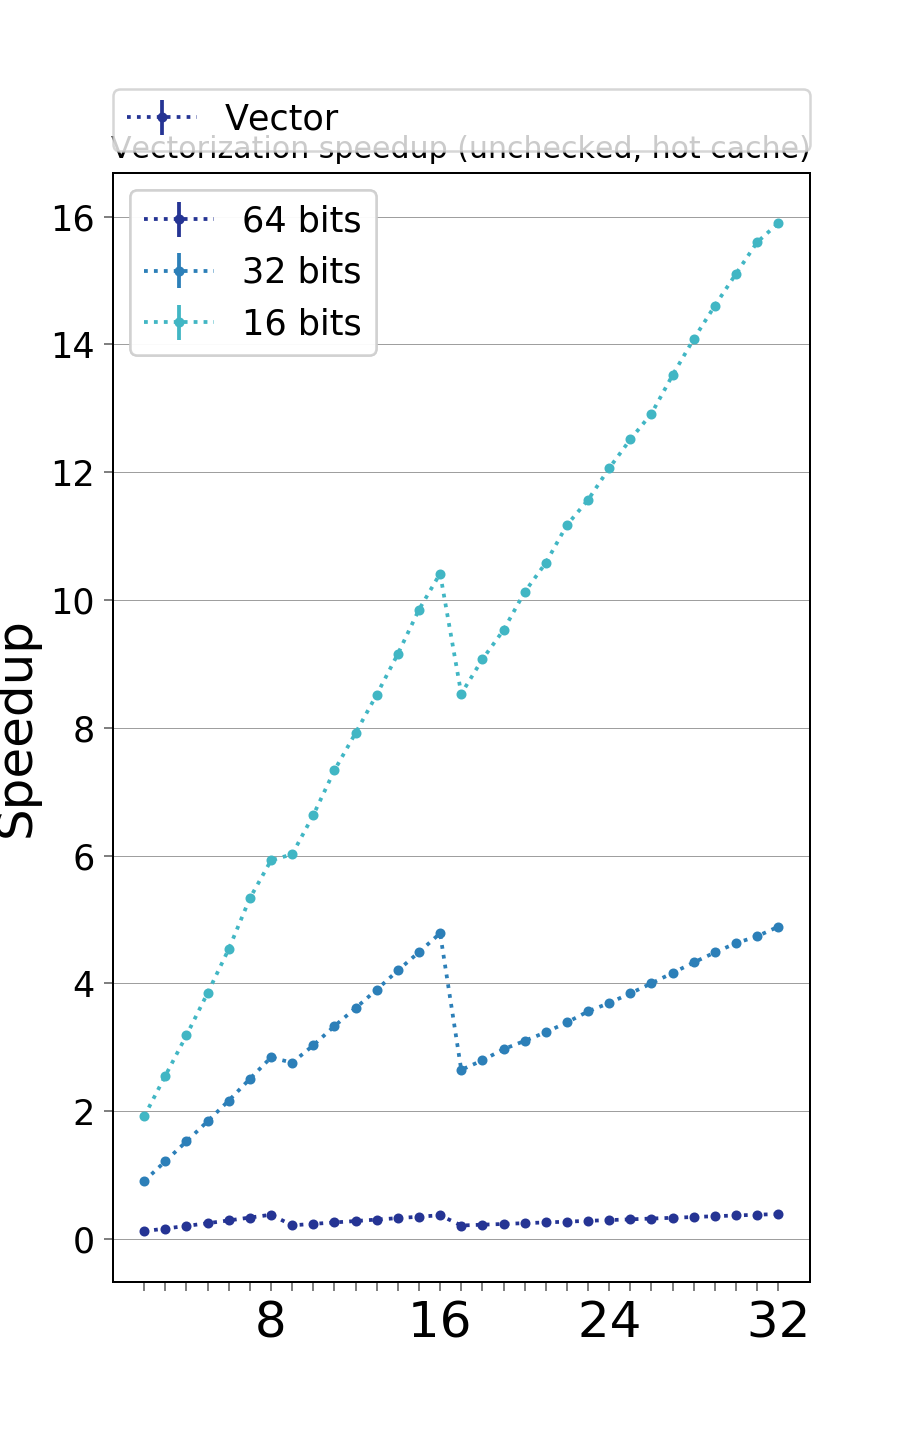 Vector
Vectorization speedup (unchecked, hot cache)
64 bits
32 bits
16 bits
16
14
12
10
8
6
4
2
0
Speedup
8 16 24 32